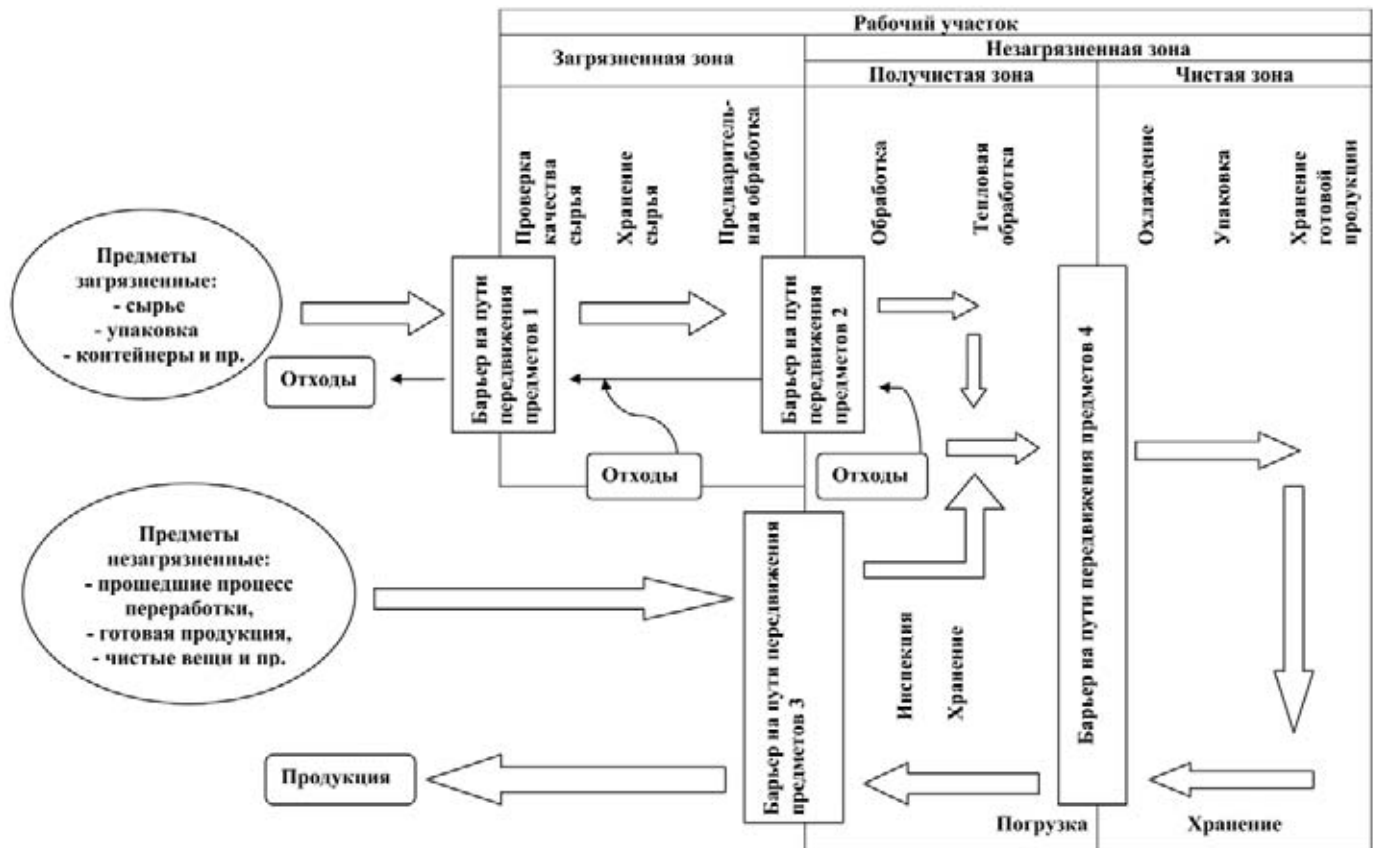 Рабочий участок
Загрязненная зона
Незагрязненная зона
Получистая зона
Чистая зона
Проверка
качества
сырья
Хранение
сырья
Предваритель-
ная обработка
Обработка
Тепловая
обработка
Охлаждение
Упаковка
Хранение
готовой
продукции
Предметы
загрязненные:
- сырье
- упаковка
- контейнеры и пр.
Барьер на пути
передвижения
предметов 1
Барьер на пути
передвижения
предметов 2
Отходы
Отходы
Отходы
Барьер на пути передвижения предметов 4
Предметы
незагрязненные:
- прошедшие процесс
переработки,
- готовая продукция,
- чистые вещи и пр.
Барьер на пути передвижения
предметов 3
Инспекция
Хранение
Продукция
Погрузка
Хранение